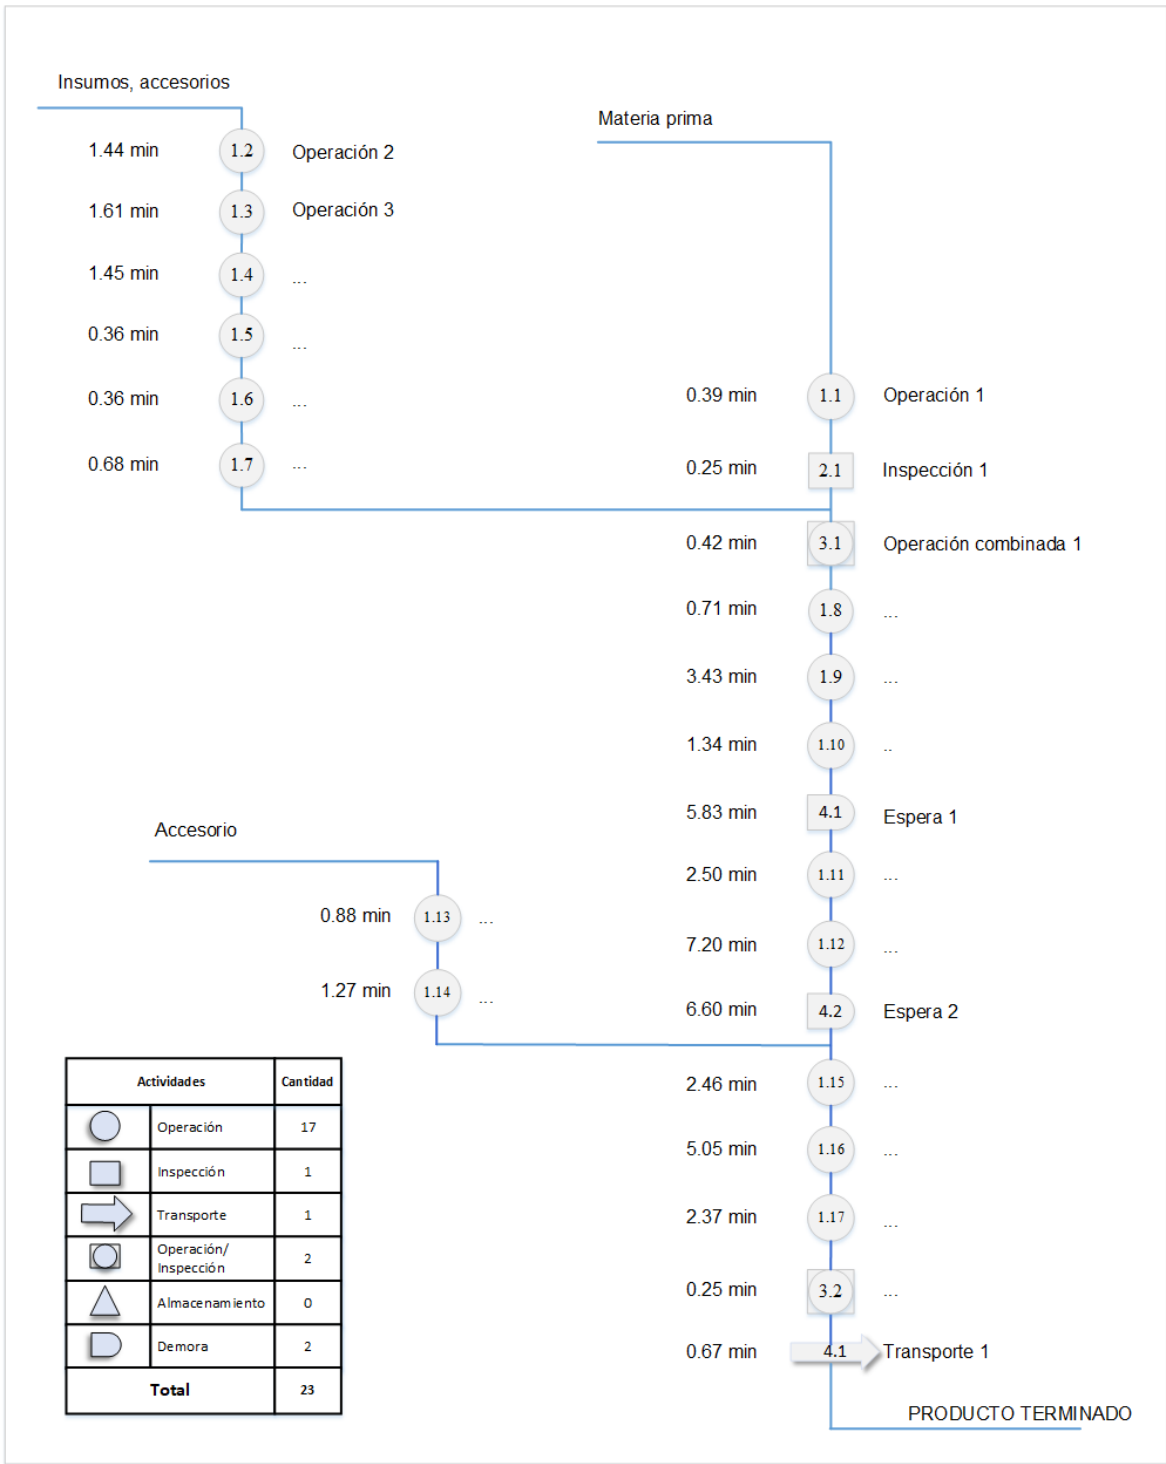 Insumos, accesorios
1.44 min 1.2 Operación 2
1.61 min 1.3 Operación 3
1.45 min 1.4 ...
0.36 min 1.5 ...
0.36 min 1.6 ...
0.68 min 1.7 ...
Materia prima
0.39 min 1.1 Operación 1
0.25 min 2.1 Inspección 1
0.42 min 3.1 Operación combinada 1
0.71 min 1.8 ...
3.43 min 1.9 ...
1.34 min 1.10 ..
5.83 min 4.1 Espera 1
2.50 min 1.11 ...
7.20 min 1.12 ...
6.60 min 4.2 Espera 2
Accesorio
0.88 min 1.13 ...
1.27 min 1.14 ...
2.46 min 1.15 ...
5.05 min 1.16 ...
2.37 min 1.17 ...
0.25 min 3.2 ...
0.67 min 4.1 Transporte 1
PRODUCTO TERMINADO
Actividades Cantidad
Operación 17
Inspección 1
Transporte 1
Operación/
Inspección 2
Almacenamiento 0
Demora 2
Total 23